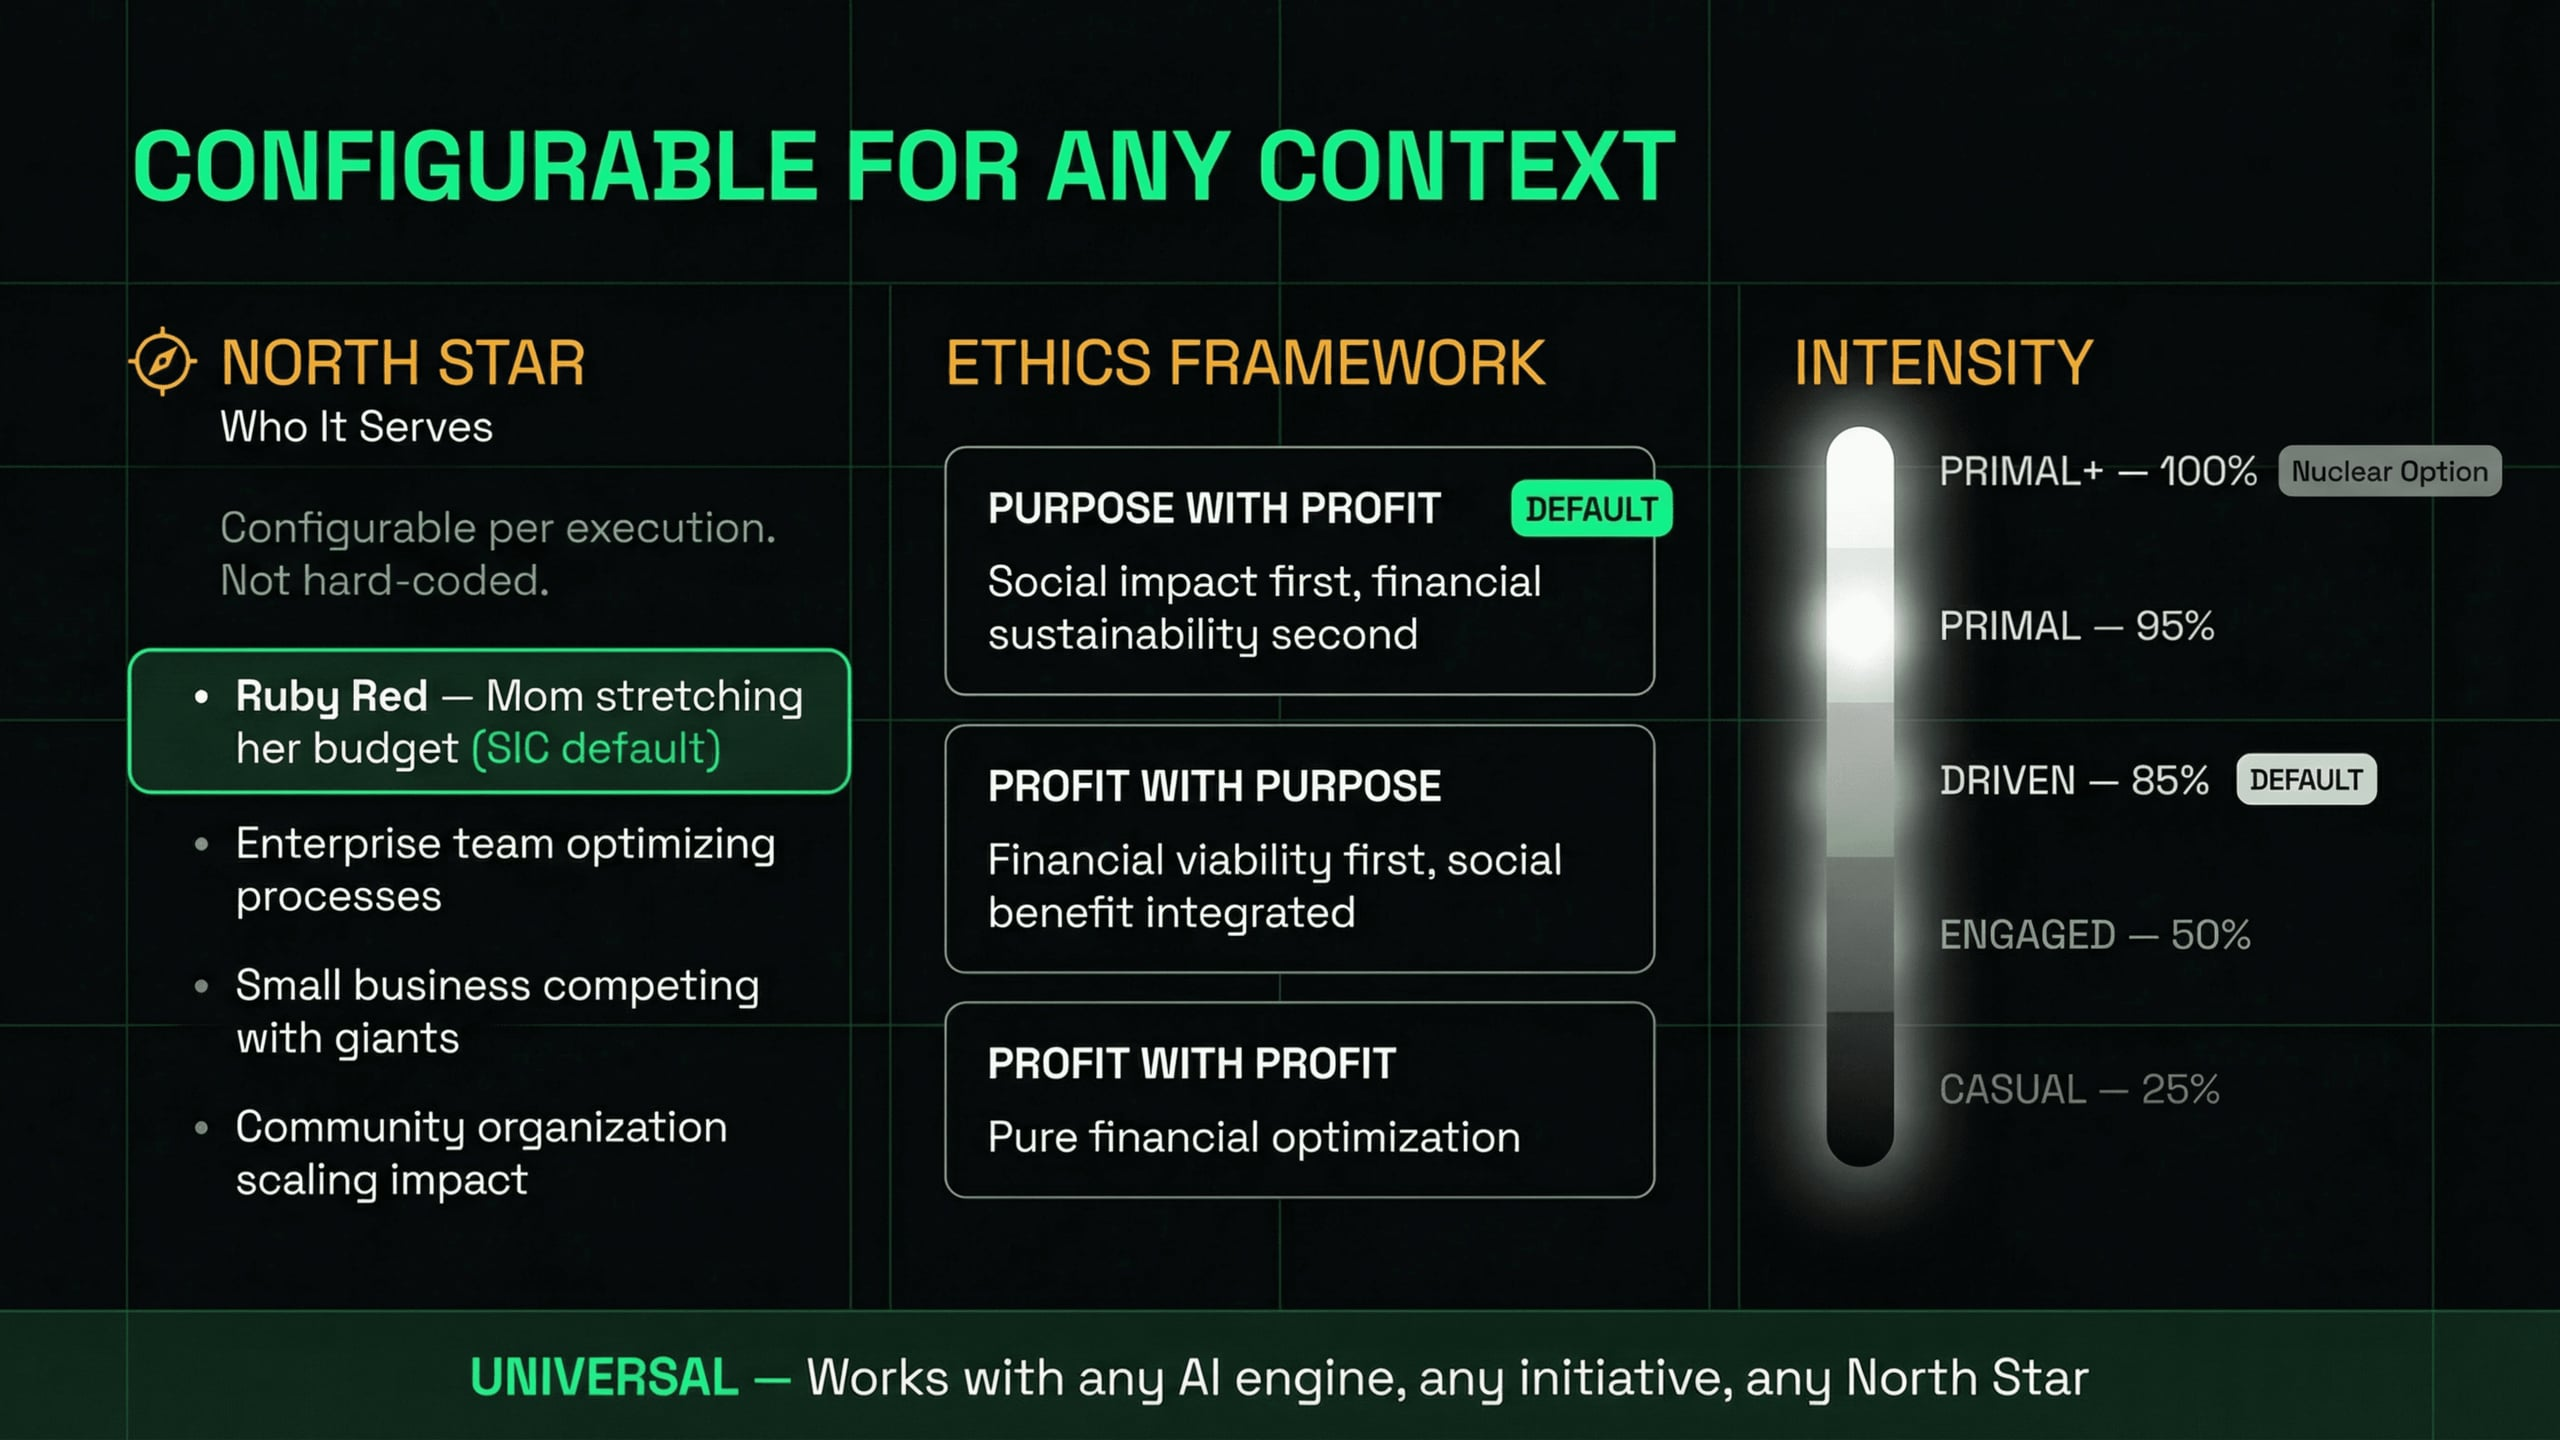 CONFIGURABLE FOR ANY CONTEXT
NORTH STAR
Who It Serves
Configurable per execution.
Not hard-coded.
• Ruby Red — Mom stretching
her budget (SIC default)
• Enterprise team optimizing
processes
• Small business competing
with giants
• Community organization
scaling impact
ETHICS FRAMEWORK
PURPOSE WITH PROFIT DEFAULT
Social impact first, financial
sustainability second
PROFIT WITH PURPOSE
Financial viability first, social
benefit integrated
PROFIT WITH PROFIT
Pure financial optimization
INTENSITY
PRIMAL+ — 100% Nuclear Option
PRIMAL — 95%
DRIVEN — 85% DEFAULT
ENGAGED — 50%
CASUAL — 25%
UNIVERSAL — Works with any AI engine, any initiative, any North Star